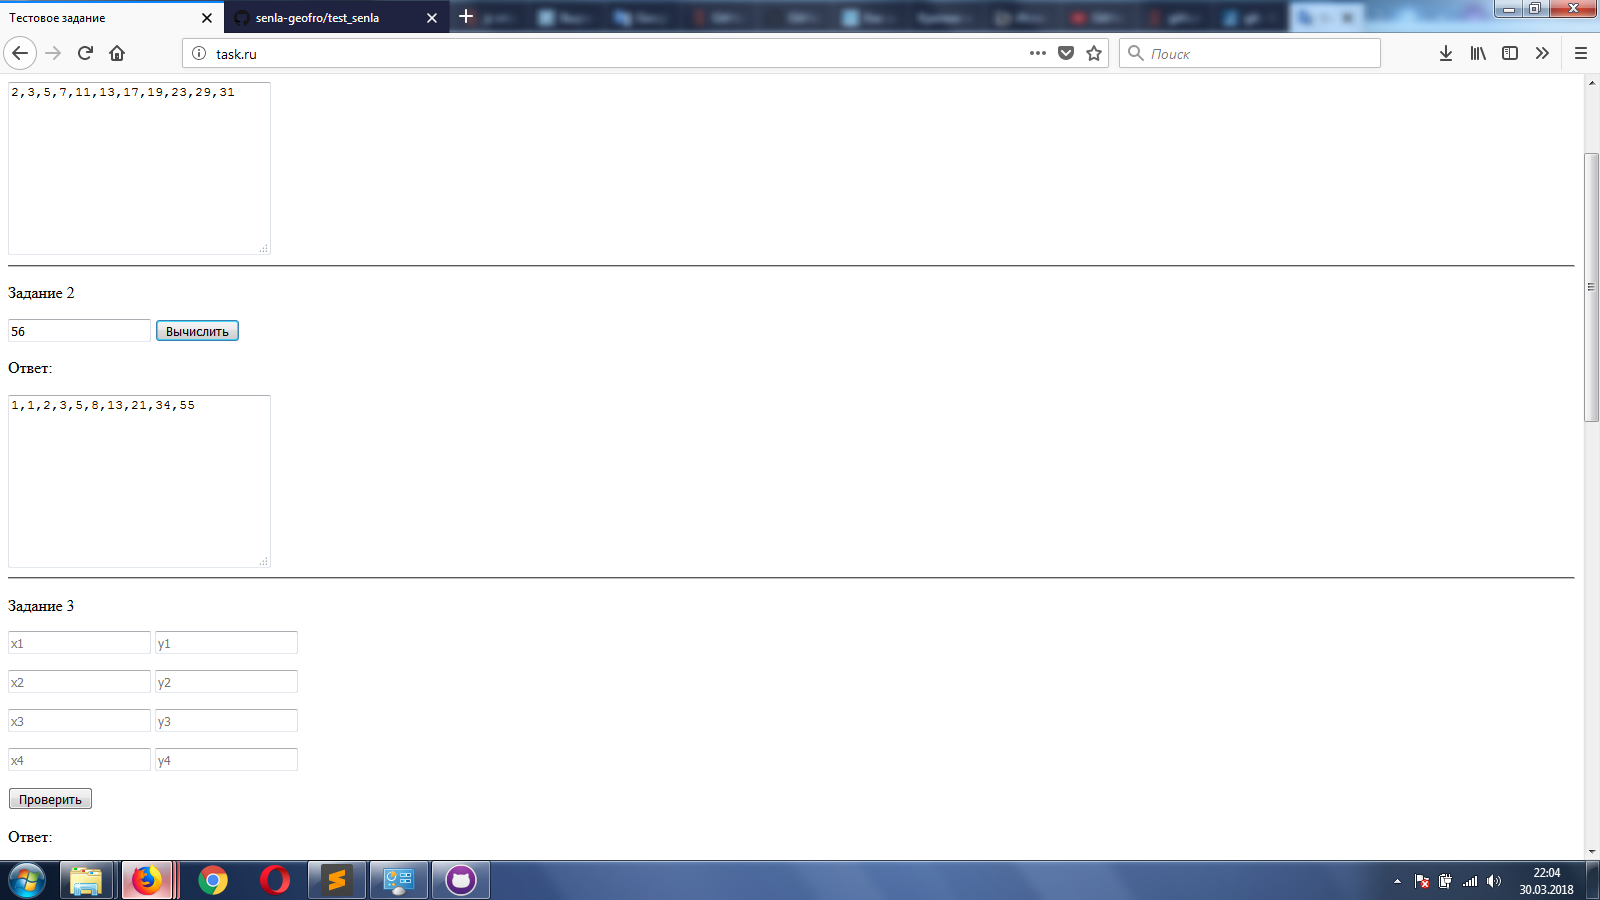 Тестовое задание
senla-geofro/test_senla
task.ru
Поиск
2,3,5,7,11,13,17,19,23,29,31
Задание 2
56 Вычислить
Ответ:
1,1,2,3,5,8,13,21,34,55
Задание 3
x1 y1
x2 y2
x3 y3
x4 y4
Проверить
Ответ:
22:04
30.03.2018